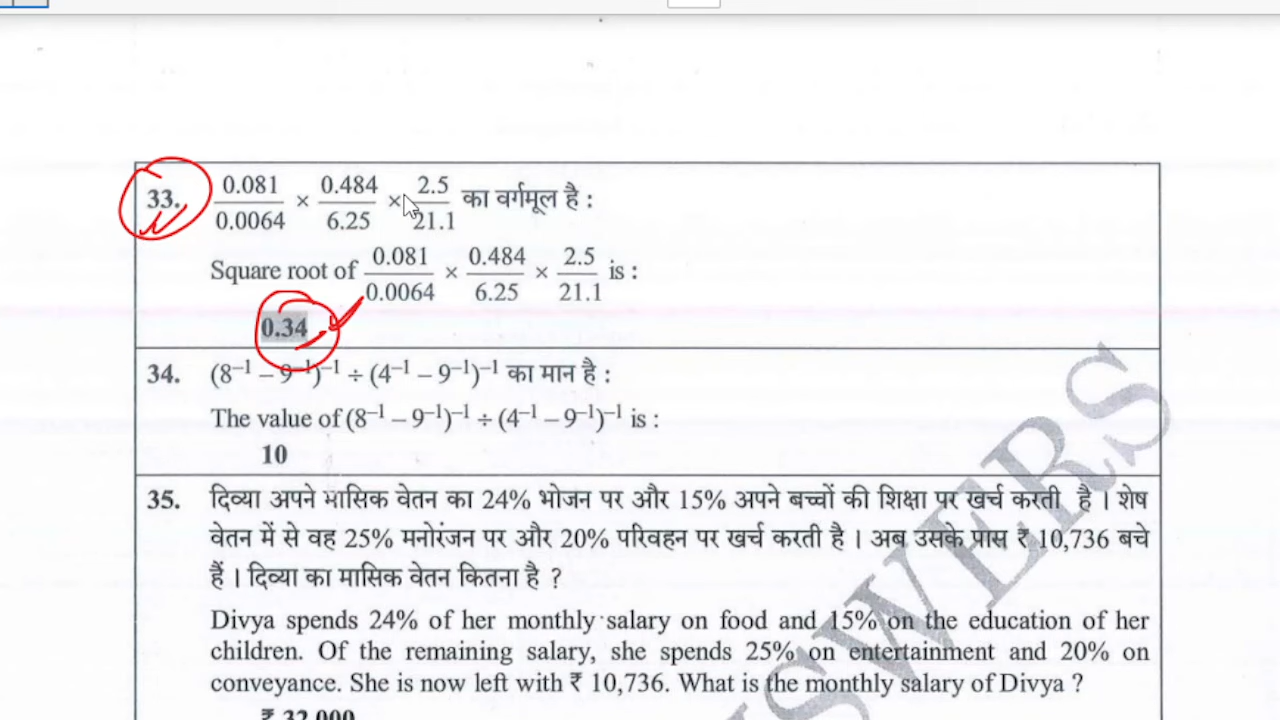 33. 0.081/0.0064 × 0.484/6.25 × 2.5/21.1 का वर्गमूल है :
Square root of 0.081/0.0064 × 0.484/6.25 × 2.5/21.1 is :
0.34
34. (8⁻¹ – 9⁻¹)⁻¹ ÷ (4⁻¹ – 9⁻¹)⁻¹ का मान है :
The value of (8⁻¹ – 9⁻¹)⁻¹ ÷ (4⁻¹ – 9⁻¹)⁻¹ is :
10
35. दिव्या अपने मासिक वेतन का 24% भोजन पर और 15% अपने बच्चों की शिक्षा पर खर्च करती है । शेष
वेतन में से वह 25% मनोरंजन पर और 20% परिवहन पर खर्च करती है । अब उसके पास ₹ 10,736 बचे
हैं । दिव्या का मासिक वेतन कितना है ?
Divya spends 24% of her monthly salary on food and 15% on the education of her
children. Of the remaining salary, she spends 25% on entertainment and 20% on
conveyance. She is now left with ₹ 10,736. What is the monthly salary of Divya ?
₹ 32,000